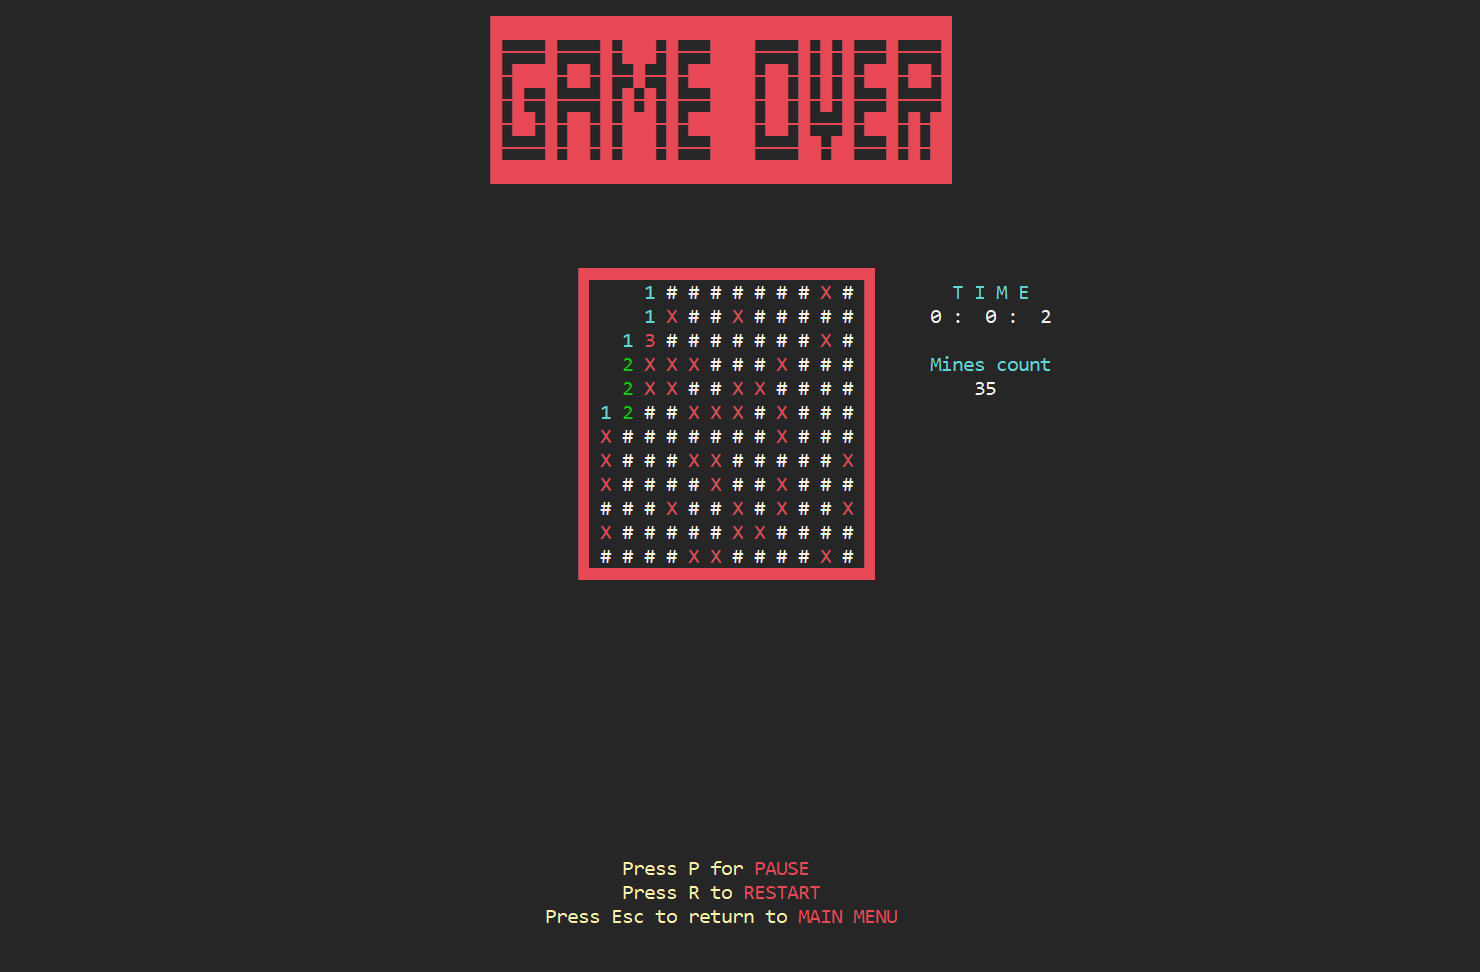 GAME OVER
1 # # # # # # # X #
1 X # # X # # # # #
1 3 # # # # # # # X #
2 X X X # # # X # # #
2 X X # # X X # # # #
1 2 # # X X X # X # # #
X # # # # # # # X # # #
X # # # X X # # # # # X
X # # # # X # # X # # #
# # # X # # X # X # # X
X # # # # # X X # # # #
# # # # X X # # # # X #
T I M E
0 : 0 : 2
Mines count
35
Press P for PAUSE
Press R to RESTART
Press Esc to return to MAIN MENU